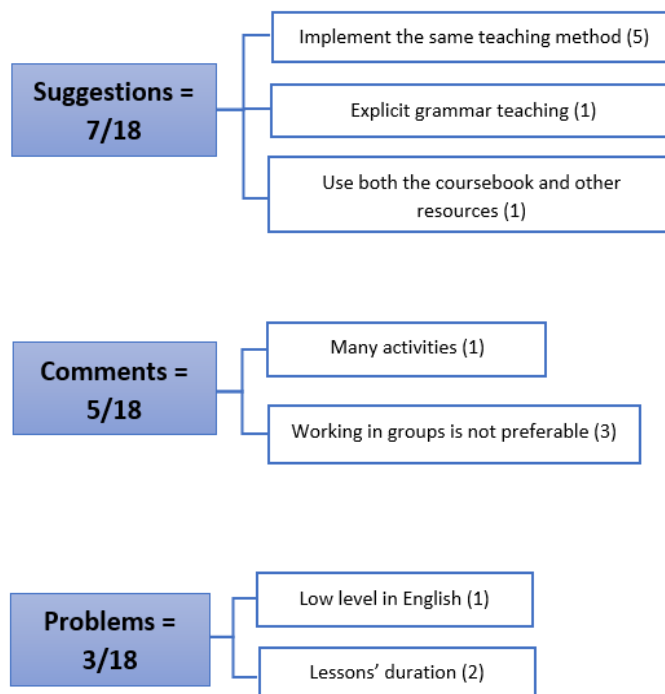 Implement the same teaching method (5)
Suggestions =
7/18
Explicit grammar teaching (1)
Use both the coursebook and other
resources (1)
Many activities (1)
Comments =
5/18
Working in groups is not preferable (3)
Low level in English (1)
Problems =
3/18
Lessons’ duration (2)